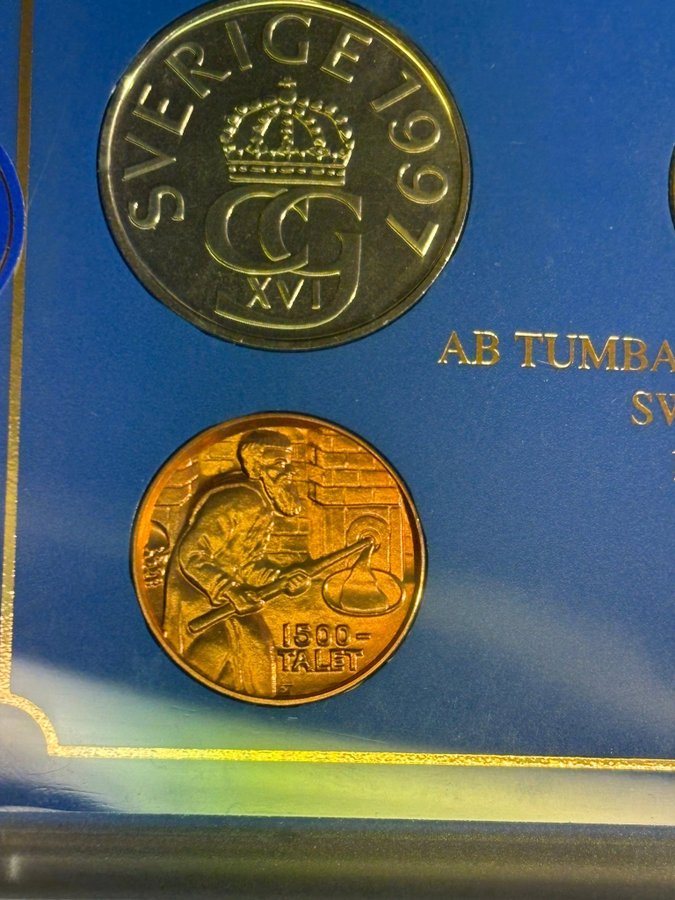 SVERIGE 1997
XVI
AB TUMBA
SV
1500-
TALET